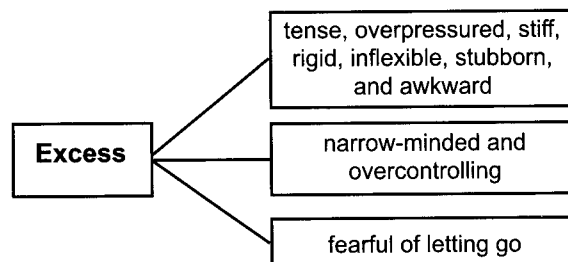 Excess
tense, overpressured, stiff,
rigid, inflexible, stubborn,
and awkward
narrow-minded and
overcontrolling
fearful of letting go